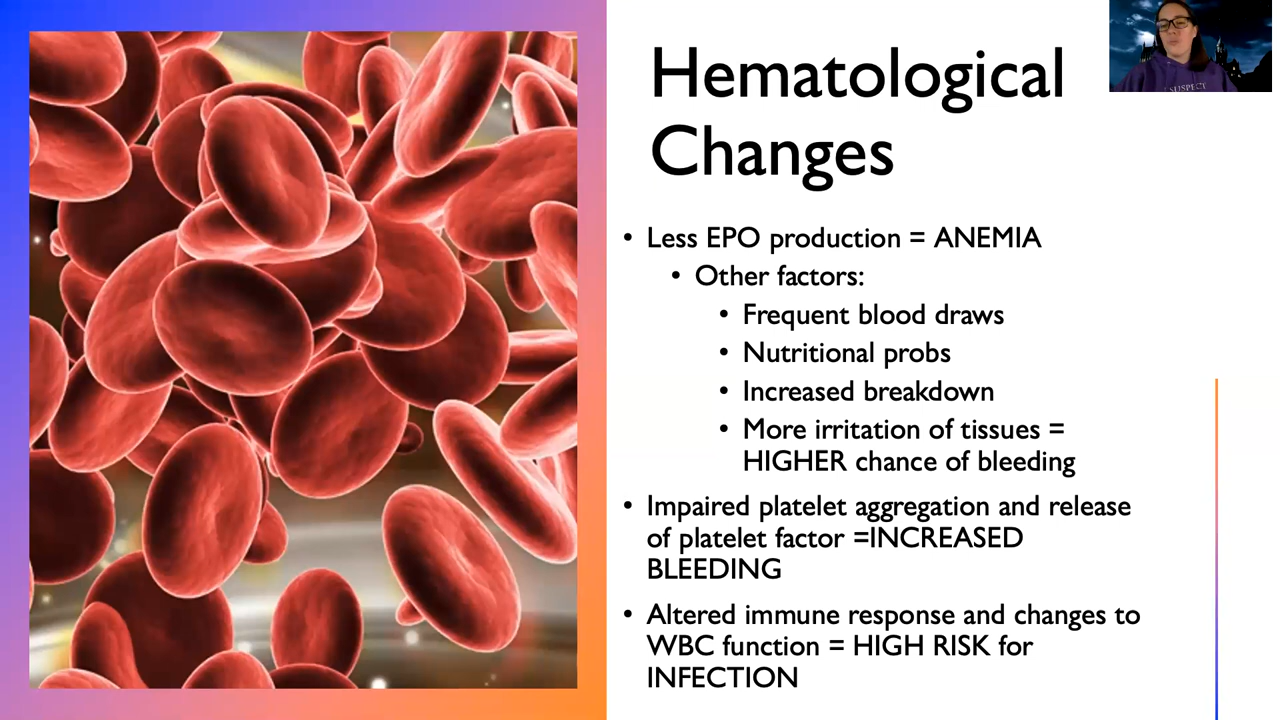 Hematological
Changes
SUSPECT
• Less EPO production = ANEMIA
• Other factors:
• Frequent blood draws
• Nutritional probs
• Increased breakdown
• More irritation of tissues =
HIGHER chance of bleeding
• Impaired platelet aggregation and release
of platelet factor =INCREASED
BLEEDING
• Altered immune response and changes to
WBC function = HIGH RISK for
INFECTION